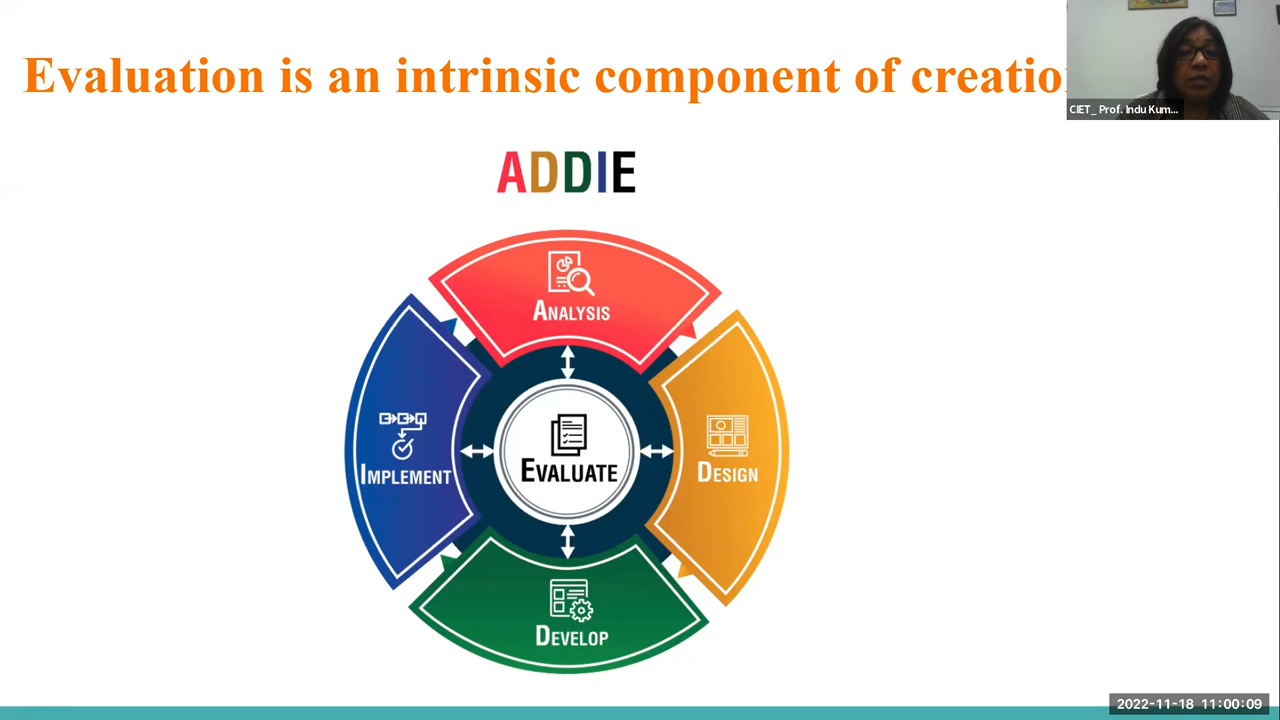 Evaluation is an intrinsic component of creatio
CIET_ Prof. Indu Kum...
ADDIE
ANALYSIS
IMPLEMENT
EVALUATE
DESIGN
DEVELOP
2022-11-18 11:00:09